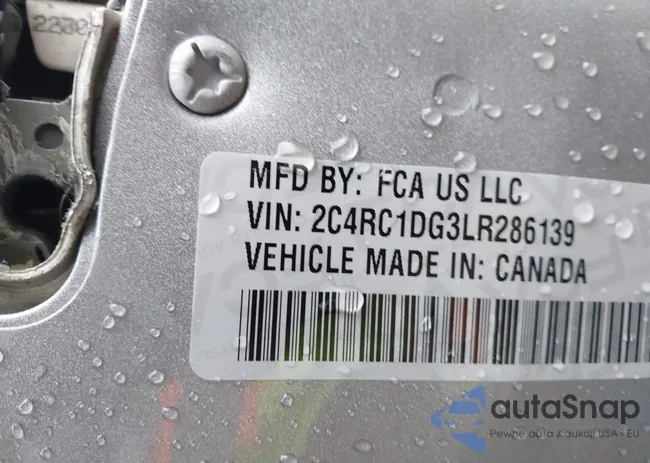 MFD BY: FCA US LLC
VIN: 2C4RC1DG3LR286139
VEHICLE MADE IN: CANADA
autaSnap
Pewne auta z aukcji USA i EU